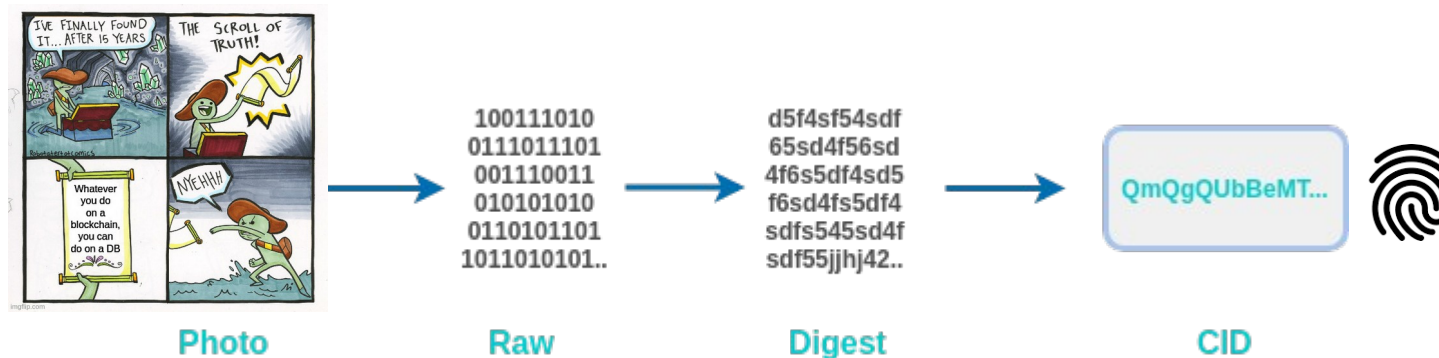 I'VE FINALLY FOUND
IT... AFTER 15 YEARS
THE SCROLL OF
TRUTH!
Robotatertotcomics
Whatever
you do
on a
blockchain,
you can
do on a DB
NYEHHH
imgflip.com
100111010
0111011101
001110011
010101010
0110101101
1011010101..
d5f4sf54sdf
65sd4f56sd
4f6s5df4sd5
f6sd4fs5df4
sdfs545sd4f
sdf55jjhj42..
QmQgQUbBeMT...
Photo
Raw
Digest
CID